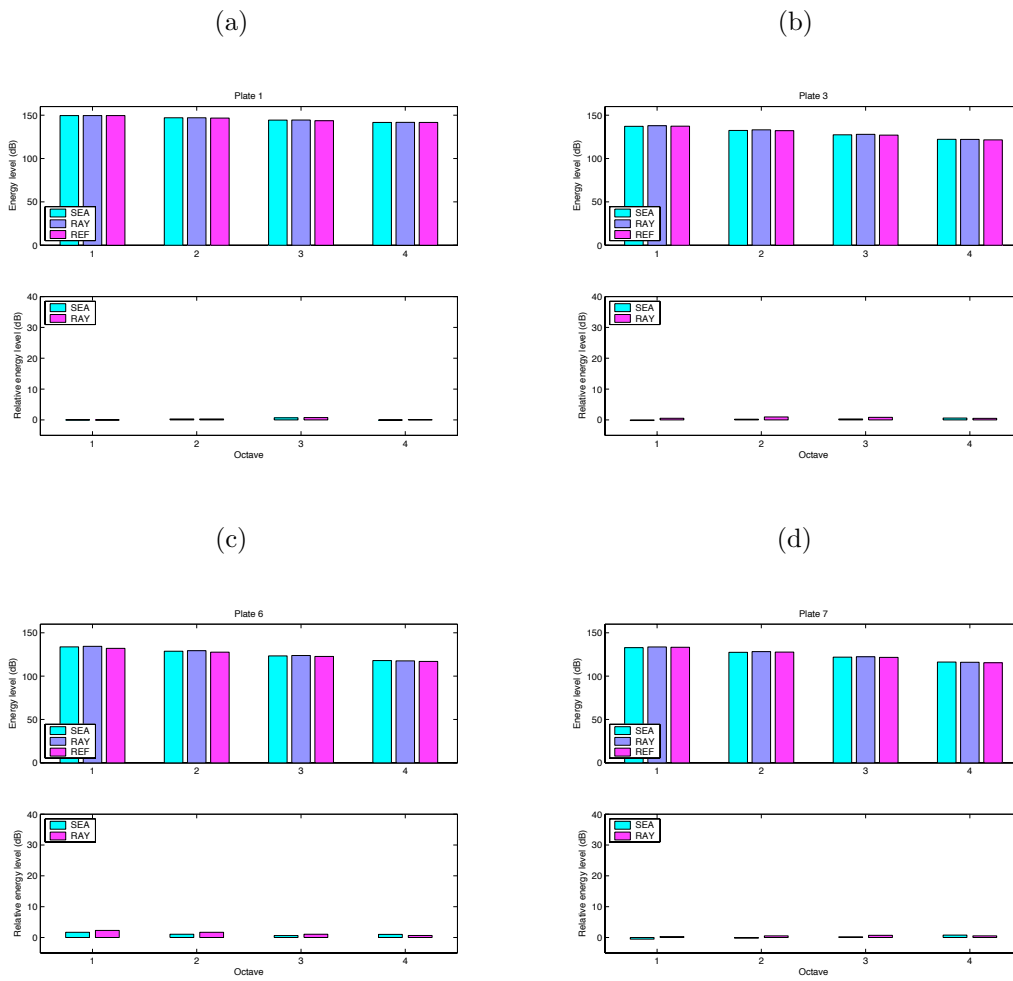 (a)
Plate 1
Energy level (dB)
150
100
50
0
SEA
RAY
REF
1 2 3 4
Relative energy level (dB)
40
30
20
10
0
SEA
RAY
1 2 3 4
Octave
(b)
Plate 3
Energy level (dB)
150
100
50
0
SEA
RAY
REF
1 2 3 4
Relative energy level (dB)
40
30
20
10
0
SEA
RAY
1 2 3 4
Octave
(c)
Plate 6
Energy level (dB)
150
100
50
0
SEA
RAY
REF
1 2 3 4
Relative energy level (dB)
40
30
20
10
0
SEA
RAY
1 2 3 4
Octave
(d)
Plate 7
Energy level (dB)
150
100
50
0
SEA
RAY
REF
1 2 3 4
Relative energy level (dB)
40
30
20
10
0
SEA
RAY
1 2 3 4
Octave